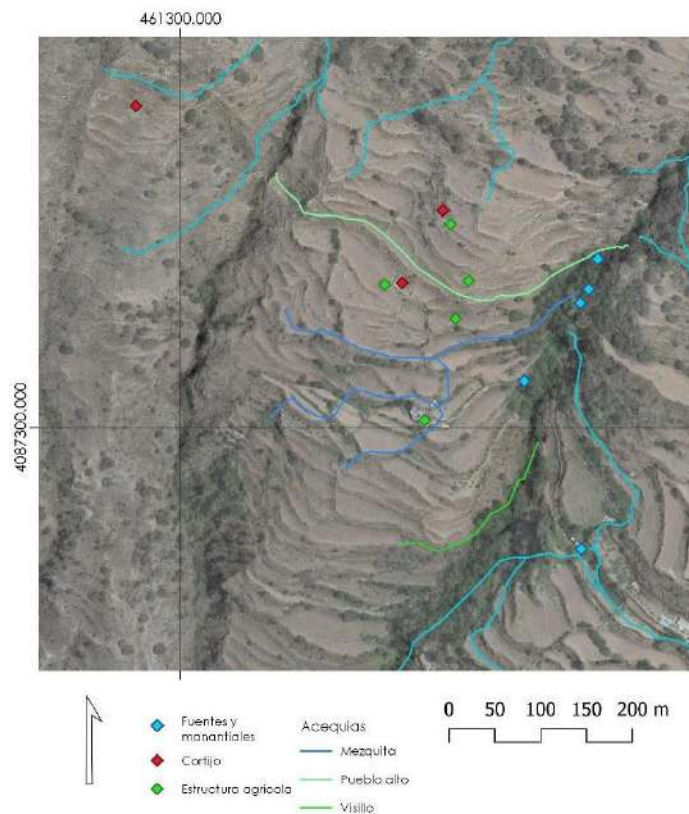 461300.000
4087300.000
Fuentes y
manantiales
Cortijo
Estructura agrícola
Acequias
Mezquita
Pueblo alto
Visillo
0 50 100 150 200 m